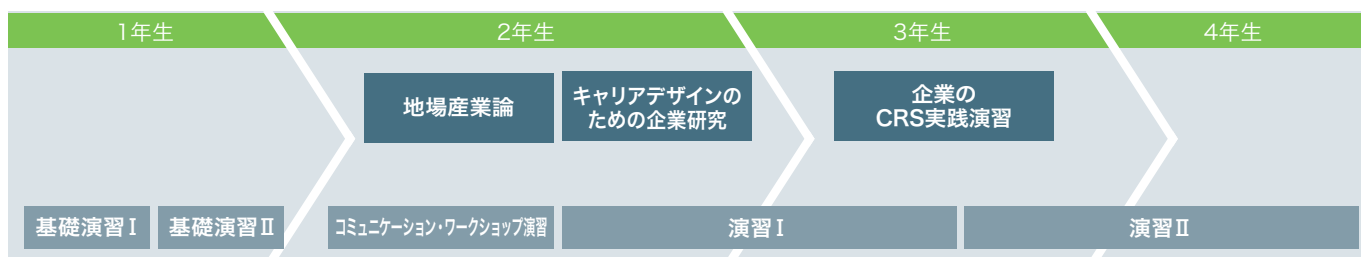 1年生
2年生
3年生
4年生
地場産業論
キャリアデザインの
ための企業研究
企業の
CRS実践演習
基礎演習Ⅰ
基礎演習Ⅱ
コミュニケーション・ワークショップ演習
演習Ⅰ
演習Ⅱ